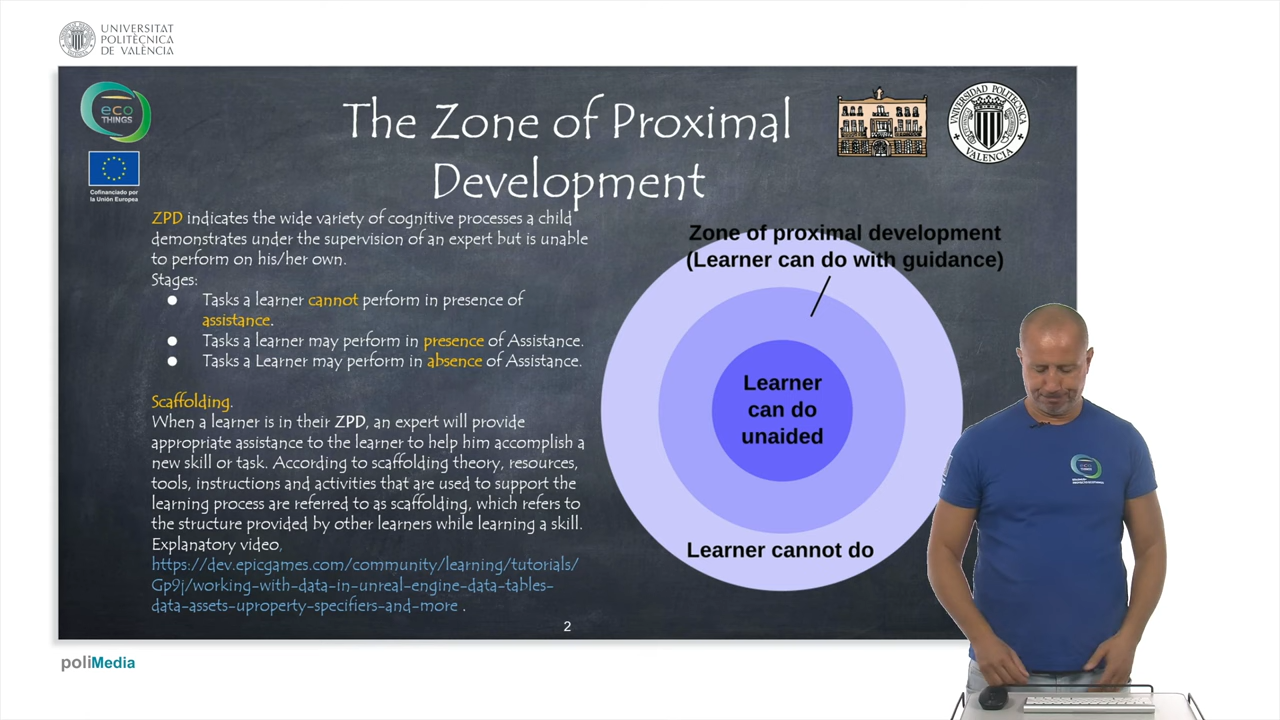 UNIVERSITAT
POLITÈCNICA
DE VALÈNCIA
eco
THINGS
Cofinanciado por
la Unión Europea
The Zone of Proximal
Development
UNIVERSIDAD POLITECNICA
VALENCIA
ZPD indicates the wide variety of cognitive processes a child
demonstrates under the supervision of an expert but is unable
to perform on his/her own.
Stages:
● Tasks a learner cannot perform in presence of
assistance.
● Tasks a learner may perform in presence of Assistance.
● Tasks a Learner may perform in absence of Assistance.
Scaffolding.
When a learner is in their ZPD, an expert will provide
appropriate assistance to the learner to help him accomplish a
new skill or task. According to scaffolding theory, resources,
tools, instructions and activities that are used to support the
learning process are referred to as scaffolding, which refers to
the structure provided by other learners while learning a skill.
Explanatory video.
https://dev.epicgames.com/community/learning/tutorials/
Gp9j/working-with-data-in-unreal-engine-data-tables-
data-assets-uproperty-specifiers-and-more .
Zone of proximal development
(Learner can do with guidance)
Learner
can do
unaided
Learner cannot do
2
eco
THINGS
poliMedia